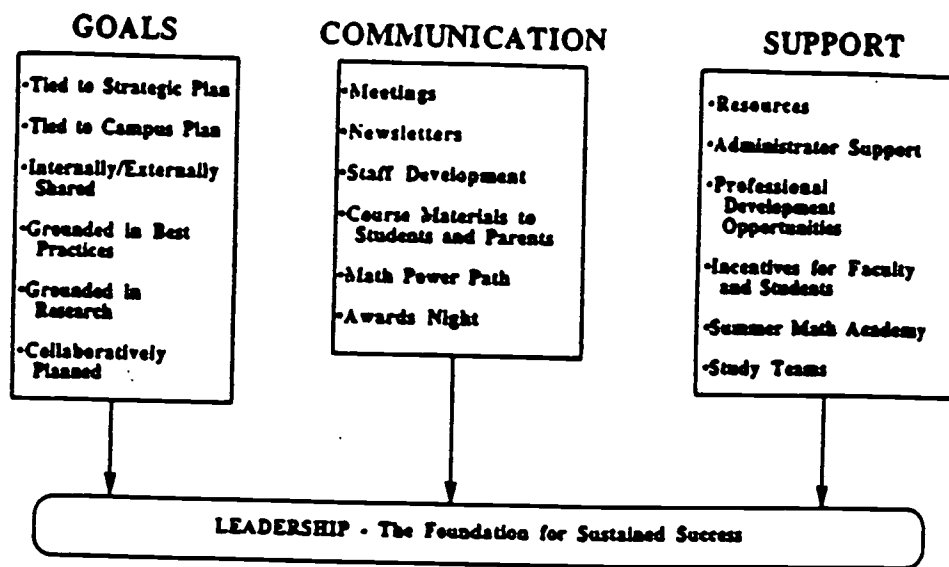 GOALS
•Tied to Strategic Plan
•Tied to Campus Plan
•Internally/Externally
Shared
•Grounded in Best
Practices
•Grounded in
Research
•Collaboratively
Planned
COMMUNICATION
•Meetings
•Newsletters
•Staff Development
•Course Materials to
Students and Parents
•Math Power Path
•Awards Night
SUPPORT
•Resources
•Administrator Support
•Professional
Development
Opportunities
•Incentives for Faculty
and Students
•Summer Math Academy
•Study Teams
LEADERSHIP - The Foundation for Sustained Success